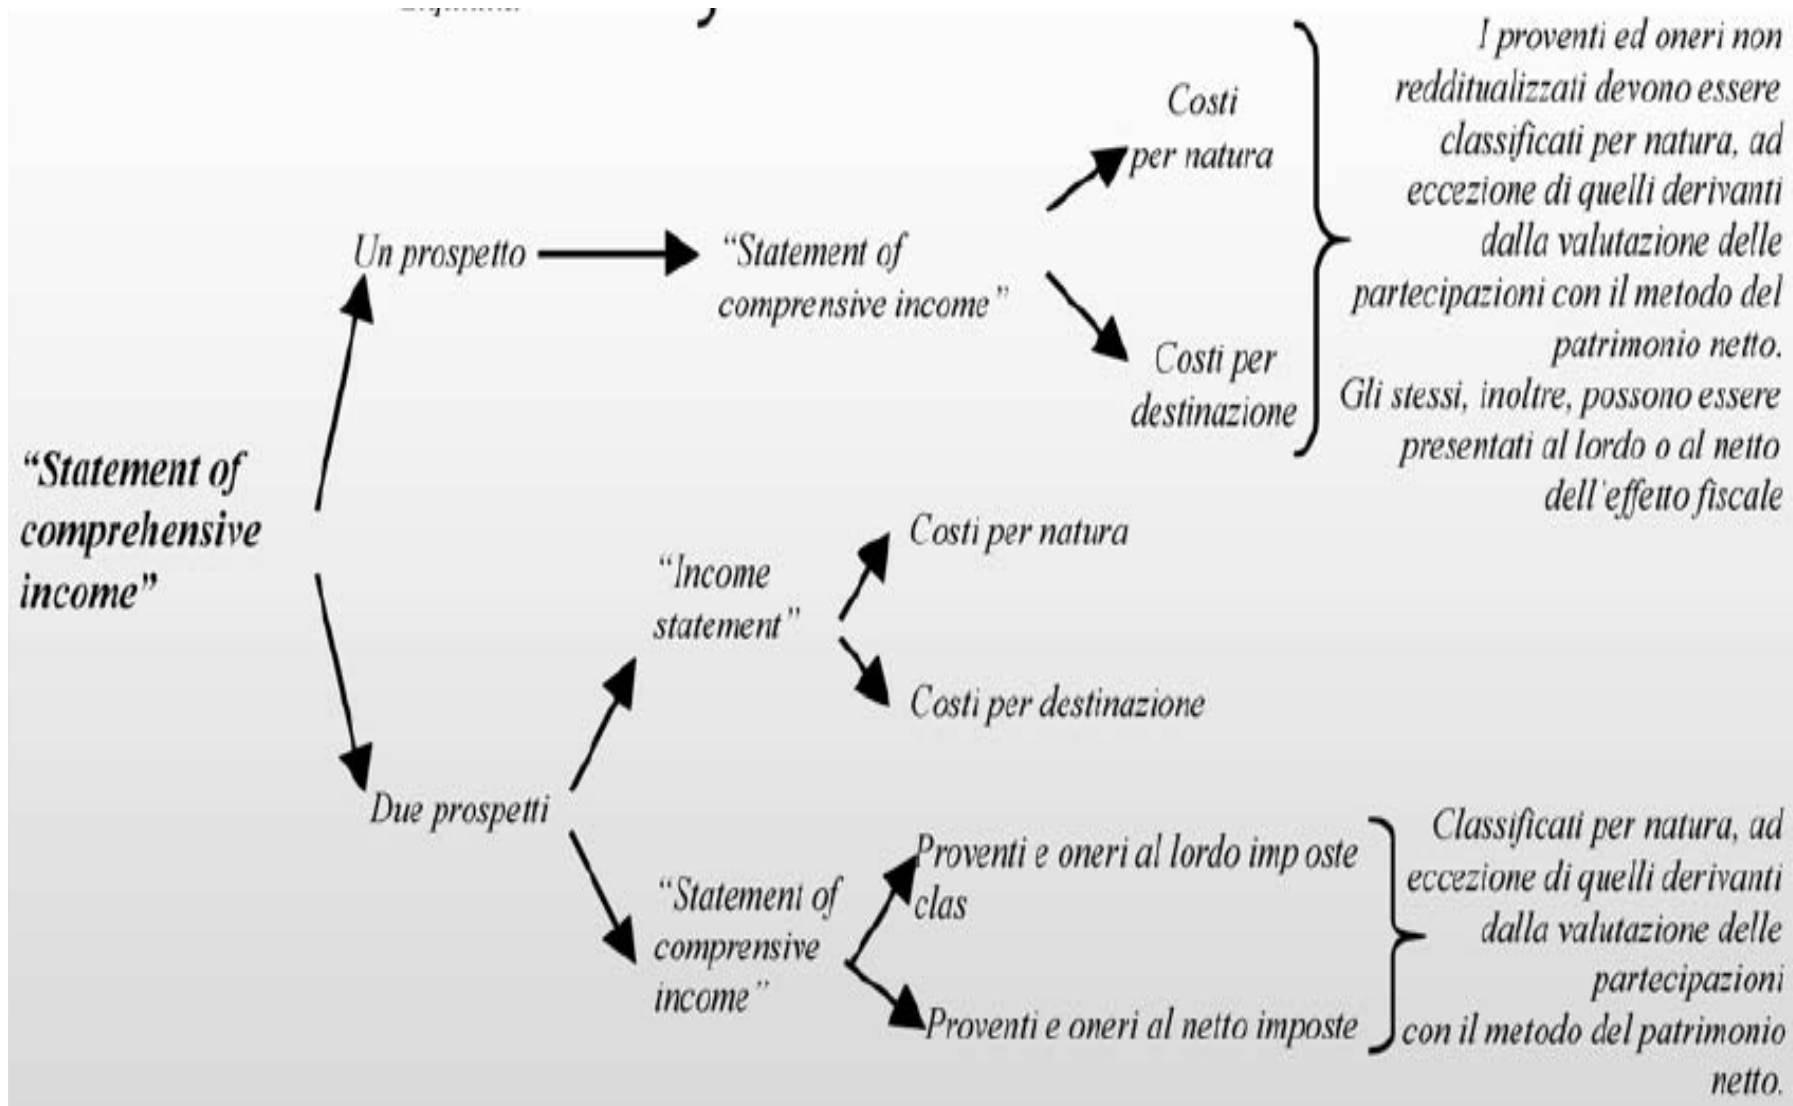 Costi
per natura
Un prospetto
“Statement of
comprensive income”
Costi per
destinazione
I proventi ed oneri non
redditualizzati devono essere
classificati per natura, ad
eccezione di quelli derivanti
dalla valutazione delle
partecipazioni con il metodo del
patrimonio netto.
Gli stessi, inoltre, possono essere
presentati al lordo o al netto
dell'effetto fiscale
“Statement of
comprehensive
income”
“Income
statement”
Costi per natura
Costi per destinazione
Due prospetti
“Statement of
comprensive
income”
Proventi e oneri al lordo imp oste
clas
Proventi e oneri al netto imposte
Classificati per natura, ad
eccezione di quelli derivanti
dalla valutazione delle
partecipazioni
con il metodo del patrimonio
netto.